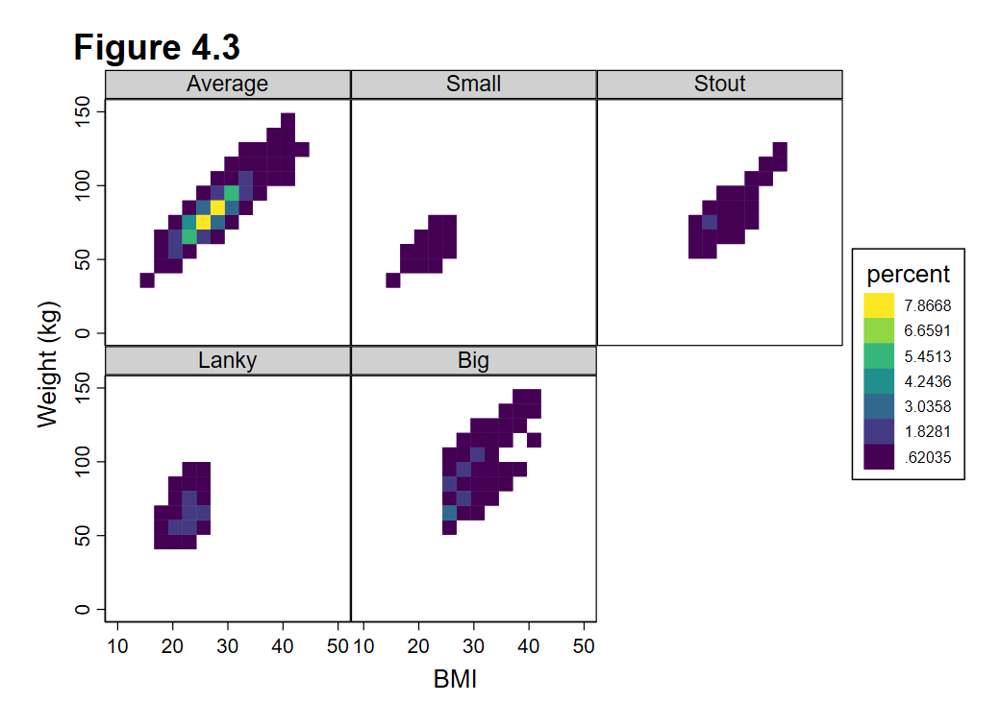 Figure 4.3
Average
Small
Stout
150
100
50
0
Weight (kg)
Lanky
Big
150
100
50
0
10 20 30 40 50 10 20 30 40 50
BMI
percent
7.8668
6.6591
5.4513
4.2436
3.0358
1.8281
.62035